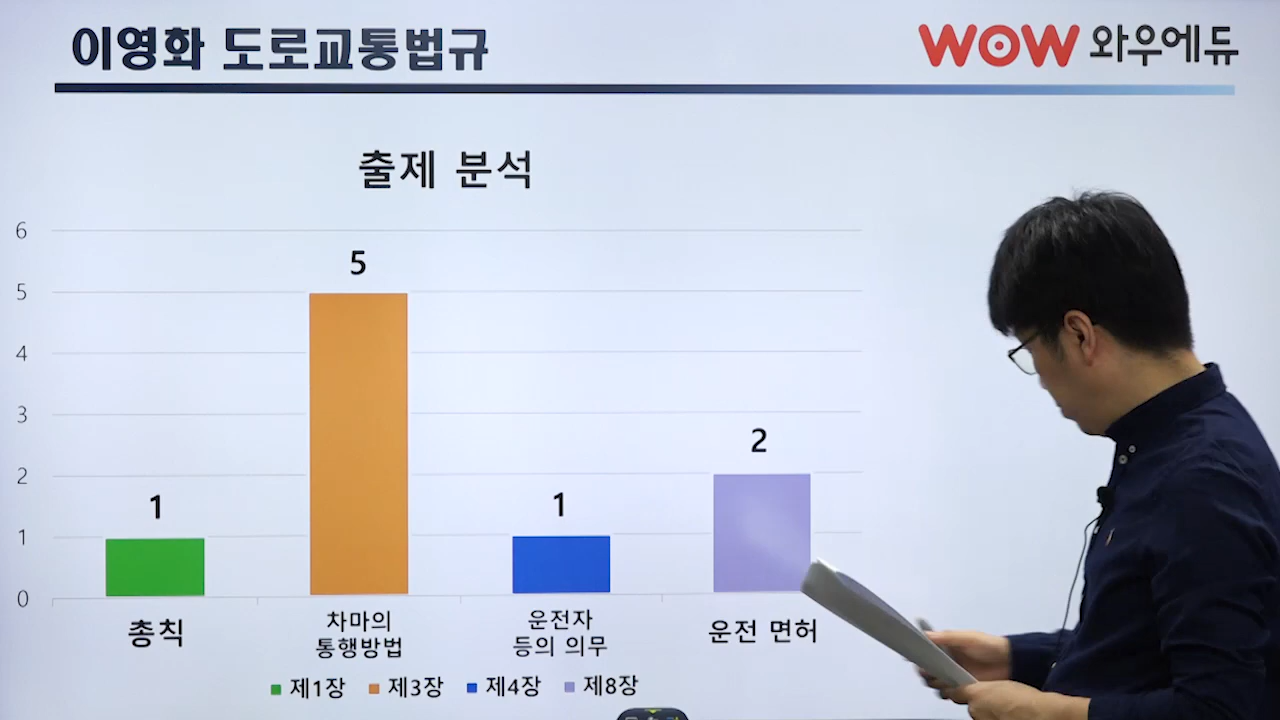 이영화 도로교통법규
WOW 와우에듀
출제 분석
6
5
4
3
2
1
0
1
5
1
2
총칙
차마의
통행방법
운전자
등의 의무
운전 면허
제1장 제3장 제4장 제8장